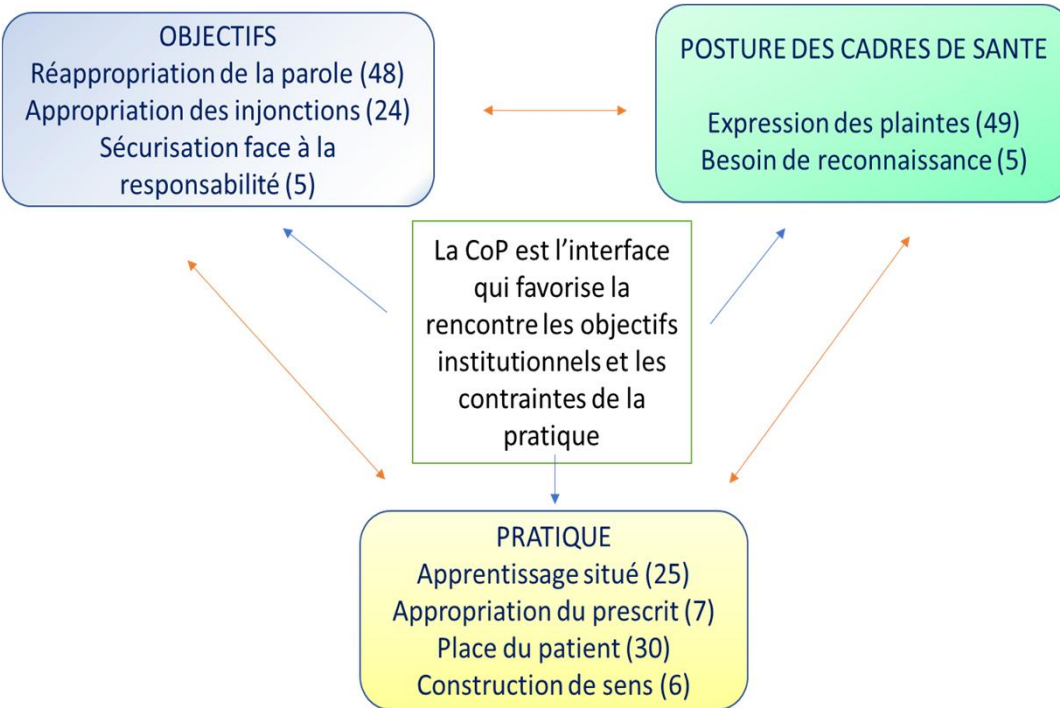 OBJECTIFS
Réappropriation de la parole (48)
Appropriation des injonctions (24)
Sécurisation face à la
responsabilité (5)
POSTURE DES CADRES DE SANTE
Expression des plaintes (49)
Besoin de reconnaissance (5)
La CoP est l’interface
qui favorise la
rencontre les objectifs
institutionnels et les
contraintes de la
pratique
PRATIQUE
Apprentissage situé (25)
Appropriation du prescrit (7)
Place du patient (30)
Construction de sens (6)